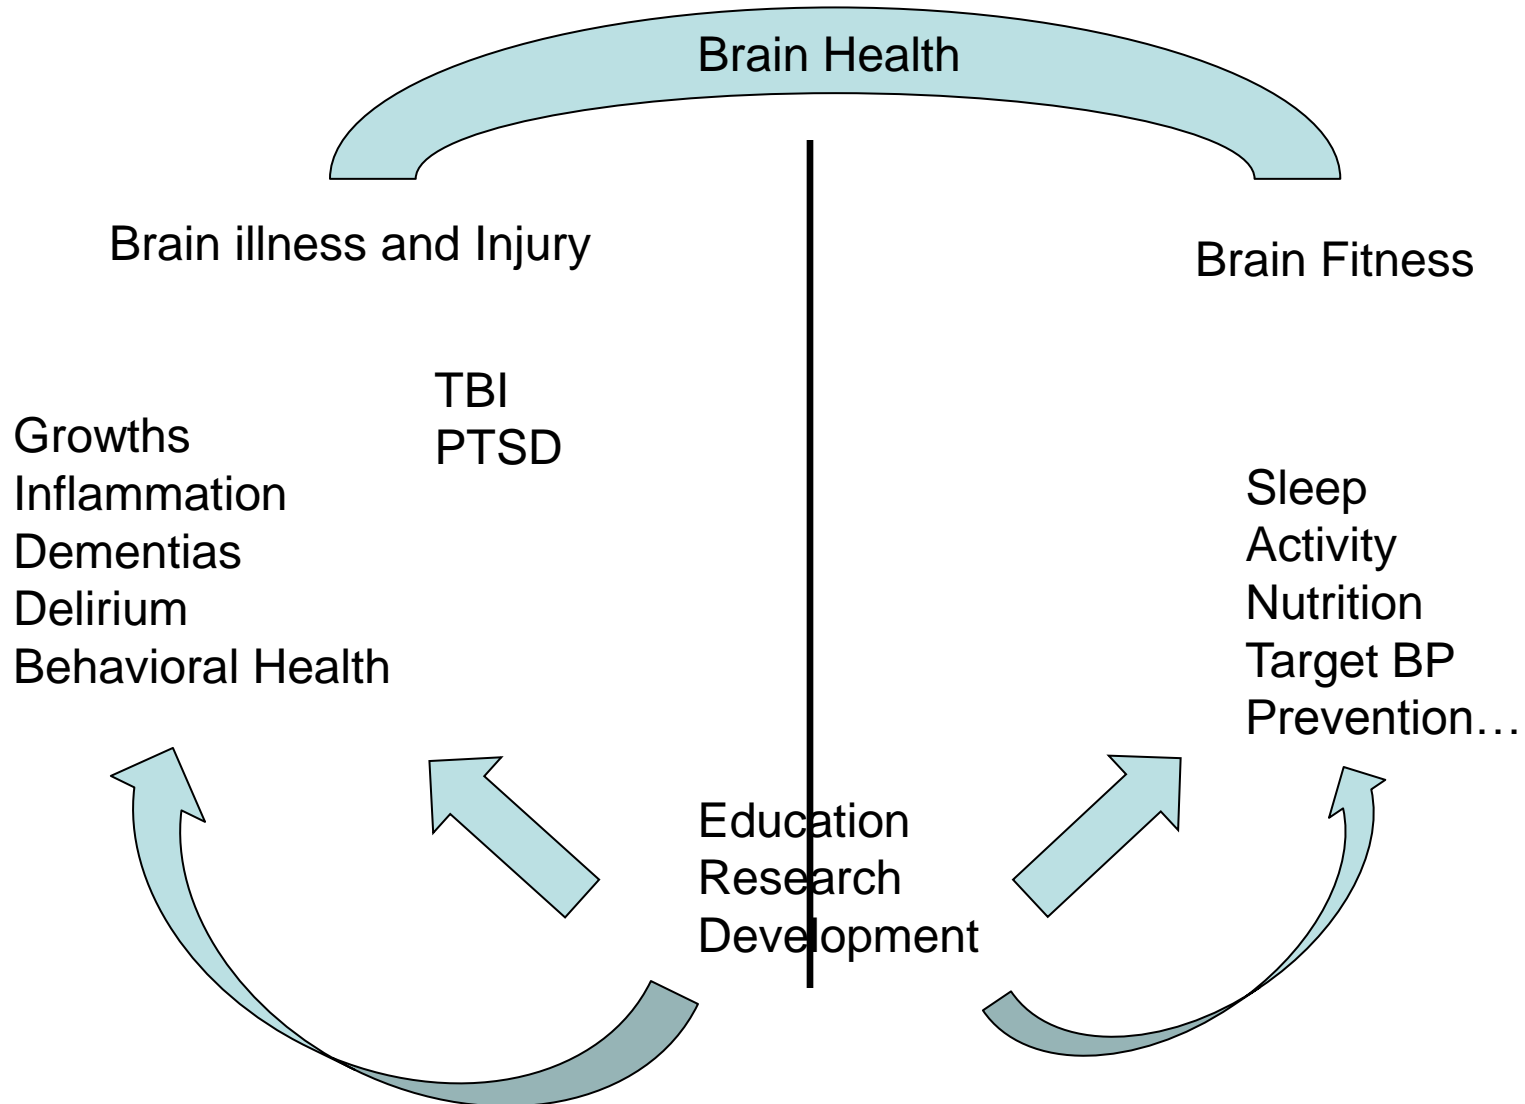 Brain Health
Brain illness and Injury
Brain Fitness
TBI
PTSD
Growths
Inflammation
Dementias
Delirium
Behavioral Health
Sleep
Activity
Nutrition
Target BP
Prevention…
Education
Research
Development